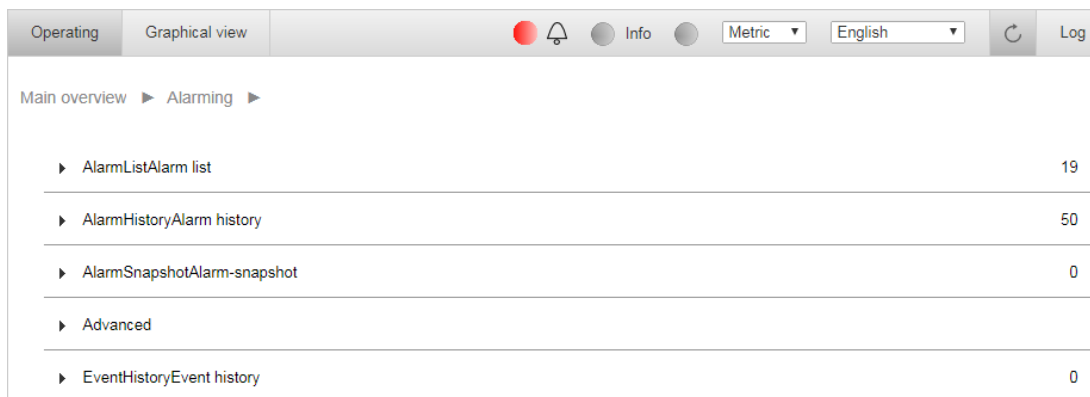 Operating Graphical view Info Metric English Log
Main overview Alarming
AlarmListAlarm list 19
AlarmHistoryAlarm history 50
AlarmSnapshotAlarm-snapshot 0
Advanced
EventHistoryEvent history 0